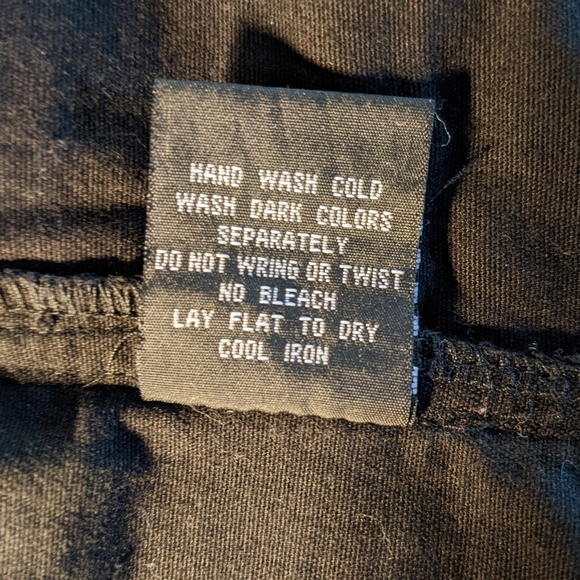 HAND WASH COLD
WASH DARK COLORS
SEPARATELY
DO NOT WRING OR TWIST
NO BLEACH
LAY FLAT TO DRY
COOL IRON